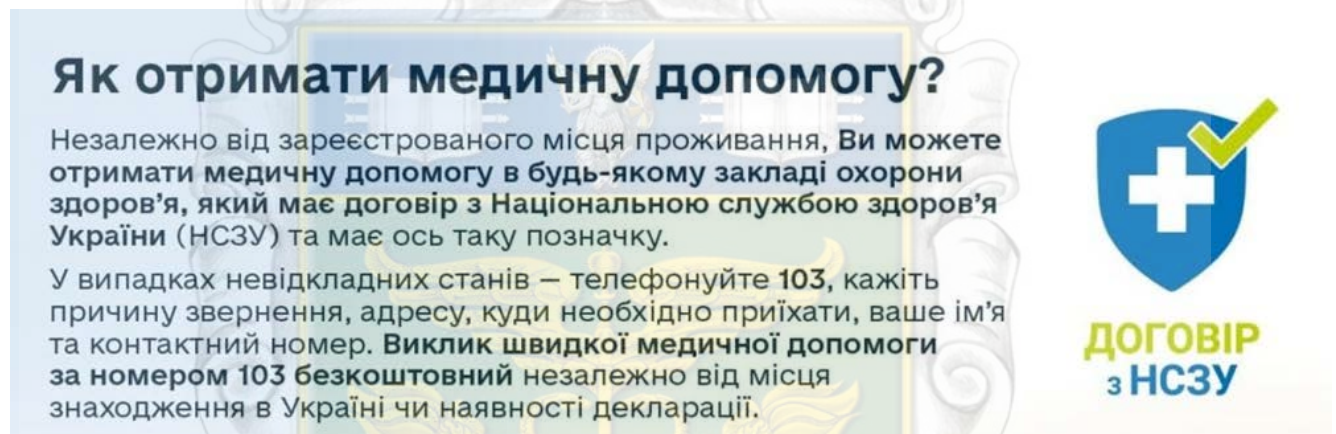 Як отримати медичну допомогу?
Незалежно від зареєстрованого місця проживання, Ви можете
отримати медичну допомогу в будь-якому закладі охорони
здоров’я, який має договір з Національною службою здоров’я
України (НСЗУ) та має ось таку позначку.
У випадках невідкладних станів — телефонуйте 103, кажіть
причину звернення, адресу, куди необхідно приїхати, ваше ім’я
та контактний номер. Виклик швидкої медичної допомоги
за номером 103 безкоштовний незалежно від місця
знаходження в Україні чи наявності декларації.
ДОГОВІР
з НСЗУ